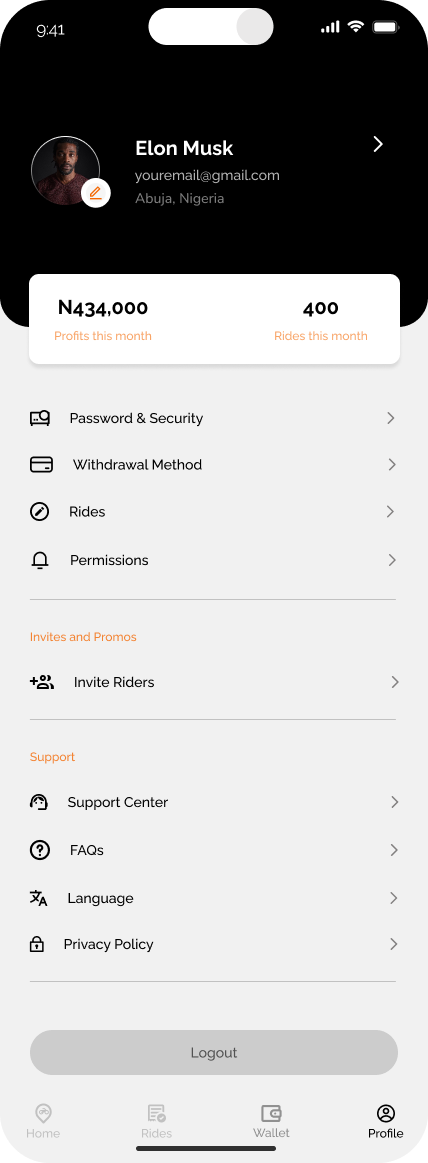 9:41
Elon Musk
youremail@gmail.com
Abuja, Nigeria
N434,000
400
Profits this month
Rides this month
Password & Security
Withdrawal Method
Rides
Permissions
Invites and Promos
Invite Riders
Support
Support Center
FAQs
Language
Privacy Policy
Logout
Home
Rides
Wallet
Profile